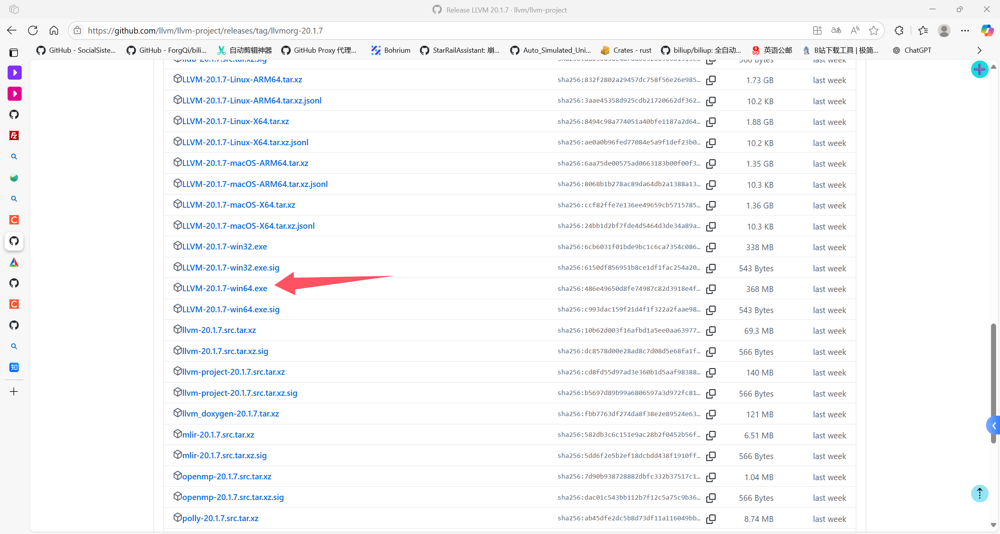 Release LLVM 20.1.7 · llvm/llvm-project
https://github.com/llvm/llvm-project/releases/tag/llvmorg-20.1.7
GitHub - SocialSiste... GitHub - ForgQi/bili... 自动剪辑神器 GitHub Proxy 代理... Bohrium StarRailAssistant: 崩... Auto_Simulated_Uni... Crates - rust biliup/biliup: 全自动... 英语公邮 B站下载工具 | 极简... ChatGPT
lldb-20.1.7.src.tar.xz.sig 566 Bytes last week
LLVM-20.1.7-Linux-ARM64.tar.xz sha256:832f2802a29457dc758f56e26e985… 1.73 GB last week
LLVM-20.1.7-Linux-ARM64.tar.xz.jsonl sha256:3aae45358d925cdb21720662df362… 10.2 KB last week
LLVM-20.1.7-Linux-X64.tar.xz sha256:8494c98a774051a40bfe1187a2d64… 1.88 GB last week
LLVM-20.1.7-Linux-X64.tar.xz.jsonl sha256:ae0a0b96fed77084e5a9f1def23b0… 10.2 KB last week
LLVM-20.1.7-macOS-ARM64.tar.xz sha256:6aa75de00575ad0663183b00f00f3… 1.35 GB last week
LLVM-20.1.7-macOS-ARM64.tar.xz.jsonl sha256:8068b1b278ac89da64db2a1388a13… 10.3 KB last week
LLVM-20.1.7-macOS-X64.tar.xz sha256:ccf82ffe7e136ee49659cb5715785… 1.36 GB last week
LLVM-20.1.7-macOS-X64.tar.xz.jsonl sha256:24bb1d2bf7fde4d5464d3de34a89a… 10.3 KB last week
LLVM-20.1.7-win32.exe sha256:6cb6031f01bde9bc1c6ca7354c086… 338 MB last week
LLVM-20.1.7-win32.exe.sig sha256:6150df856951b8ce1df1fac254a20… 543 Bytes last week
LLVM-20.1.7-win64.exe sha256:486e49650d8fe74987c82d3918e4f… 368 MB last week
LLVM-20.1.7-win64.exe.sig sha256:c993dac159f21d4f1f322a2faae98… 543 Bytes last week
llvm-20.1.7.src.tar.xz sha256:10b62d003f16afbd1a5ee0aa63977… 69.3 MB last week
llvm-20.1.7.src.tar.xz.sig sha256:dc8578d00e28ad8c7d08d5e68fa1f… 566 Bytes last week
llvm-project-20.1.7.src.tar.xz sha256:cd8fd55d97ad3e360b1d5aaf98388… 140 MB last week
llvm-project-20.1.7.src.tar.xz.sig sha256:b5697d89b99a6806597a3d972fc81… 566 Bytes last week
llvm_doxygen-20.1.7.tar.xz sha256:fbb7763df274da8f38e2e89524e63… 121 MB last week
mlir-20.1.7.src.tar.xz sha256:582db3c6c151e9ac28b2f0452b56f… 6.51 MB last week
mlir-20.1.7.src.tar.xz.sig sha256:5dd6f2e5b2ef18dcbdd438f1910ff… 566 Bytes last week
openmp-20.1.7.src.tar.xz sha256:7d90b938728882dbfc332b37517c1… 1.04 MB last week
openmp-20.1.7.src.tar.xz.sig sha256:dac01c543bb112b7f12c5a75c9b36… 566 Bytes last week
polly-20.1.7.src.tar.xz sha256:ab45dfe2dc5b8d73df11a116049bb… 8.74 MB last week